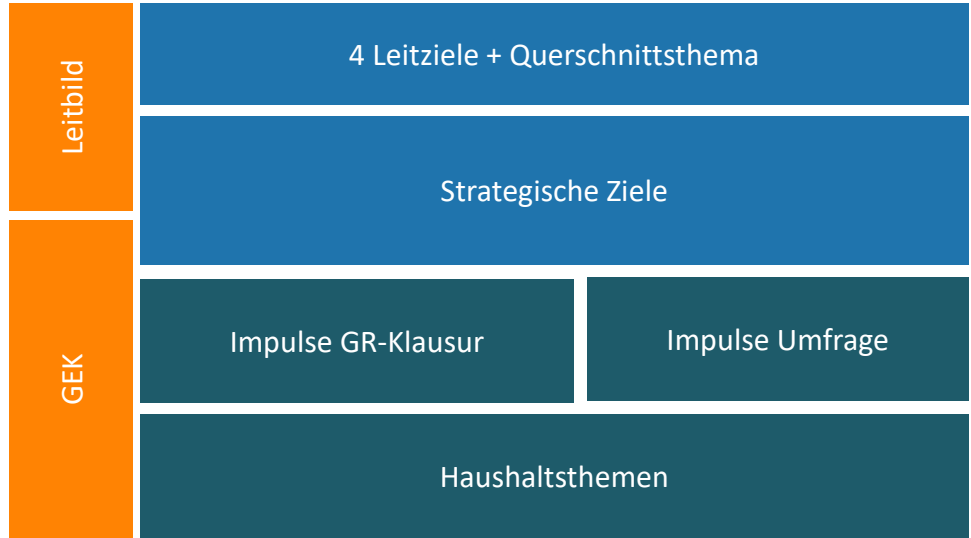 Leitbild
4 Leitziele + Querschnittsthema
Strategische Ziele
GEK
Impulse GR-Klausur
Impulse Umfrage
Haushaltsthemen